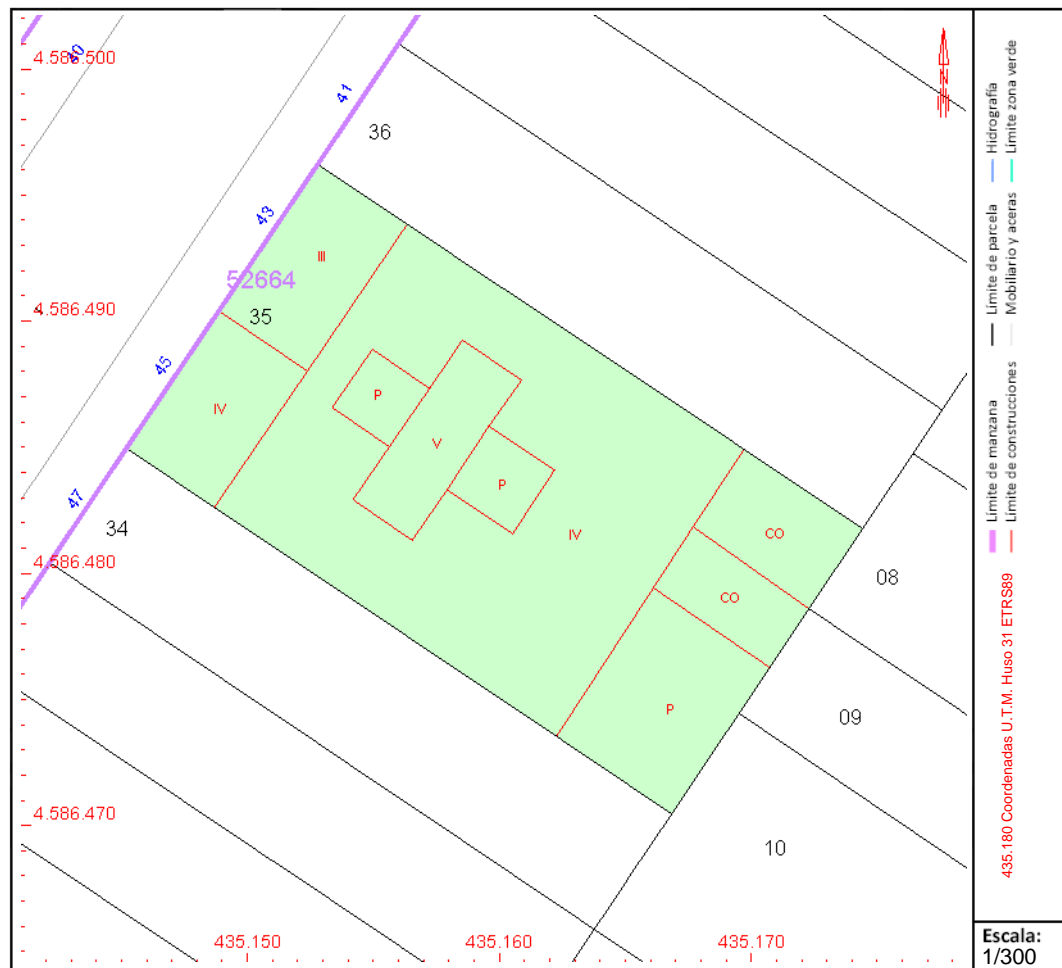 40
4.586.500
41
36
43
III
52664
4.586.490
35
45
P
IV
V
P
47
IV
CO
34
4.586.480
CO
08
P
09
4.586.470
10
435.150
435.160
435.170
N
Hidrografía
Límite zona verde
Límite de parcela
Mobiliario y aceras
Límite de manzana
Límite de construcciones
435.180 Coordenadas U.T.M. Huso 31 ETRS89
Escala:
1/300